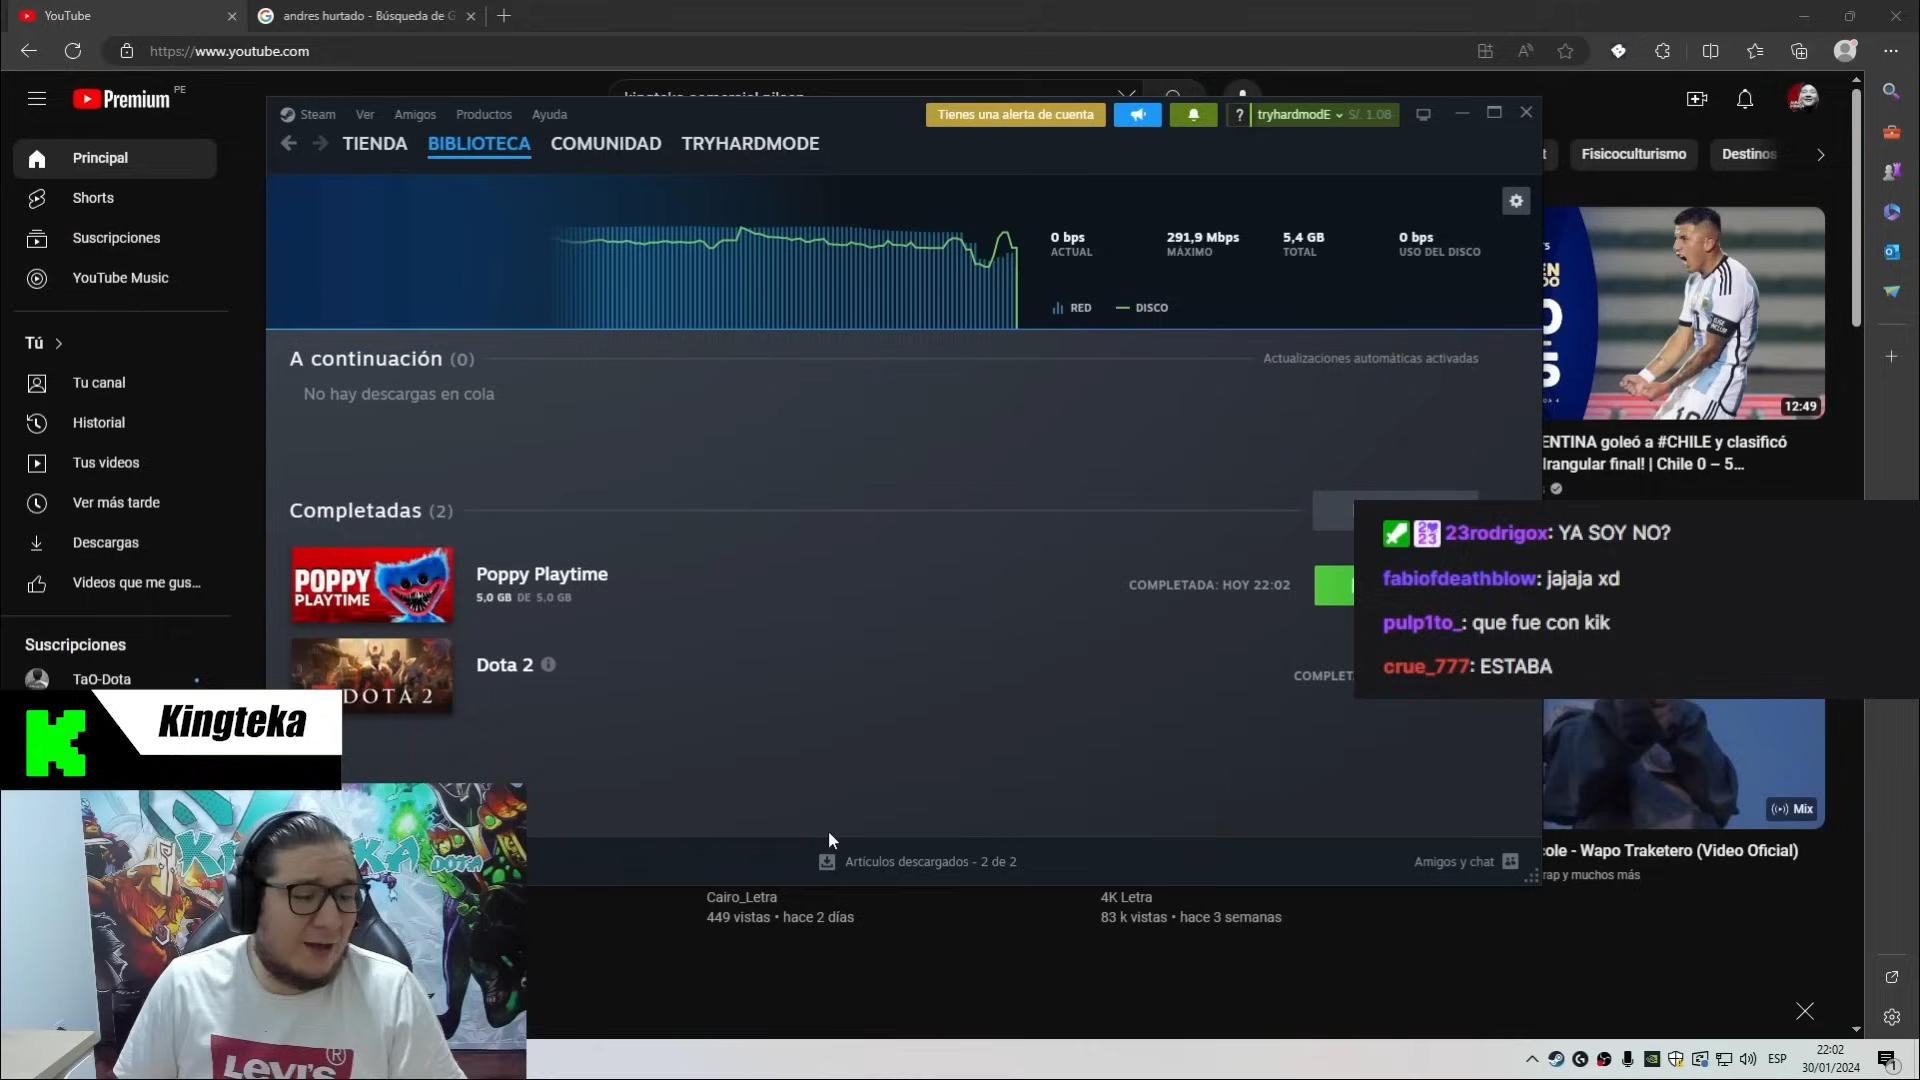 YouTube
andres hurtado - Búsqueda de G
https://www.youtube.com
Premium PE
Steam Ver Amigos Productos Ayuda
Tienes una alerta de cuenta
? tryhardmodE S/. 1.08
TIENDA BIBLIOTECA COMUNIDAD TRYHARDMODE
Principal
Shorts
Suscripciones
YouTube Music
Tú
Tu canal
Historial
Tus videos
Ver más tarde
Descargas
Videos que me gus...
Suscripciones
TaO-Dota
Fisicoculturismo
Destinos
0 bps
ACTUAL
291,9 Mbps
MÁXIMO
5,4 GB
TOTAL
0 bps
USO DEL DISCO
RED DISCO
A continuación (0)
Actualizaciones automáticas activadas
No hay descargas en cola
Completadas (2)
POPPY
PLAYTIME
Poppy Playtime
5,0 GB DE 5,0 GB
COMPLETADA: HOY 22:02
DOTA 2
Dota 2
COMPLET
Artículos descargados - 2 de 2
Amigos y chat
12:49
ENTINA goleó a #CHILE y clasificó
drangular final! | Chile 0 – 5...
23rodrigox: YA SOY NO?
fabiofdeathblow: jajaja xd
pulp1to_: que fue con kik
crue_777: ESTABA
Mix
cole - Wapo Traketero (Video Oficial)
rap y muchos más
Cairo_Letra
449 vistas • hace 2 días
4K Letra
83 k vistas • hace 3 semanas
Kingteka
DOTA
Levi's
ESP
22:02
30/01/2024